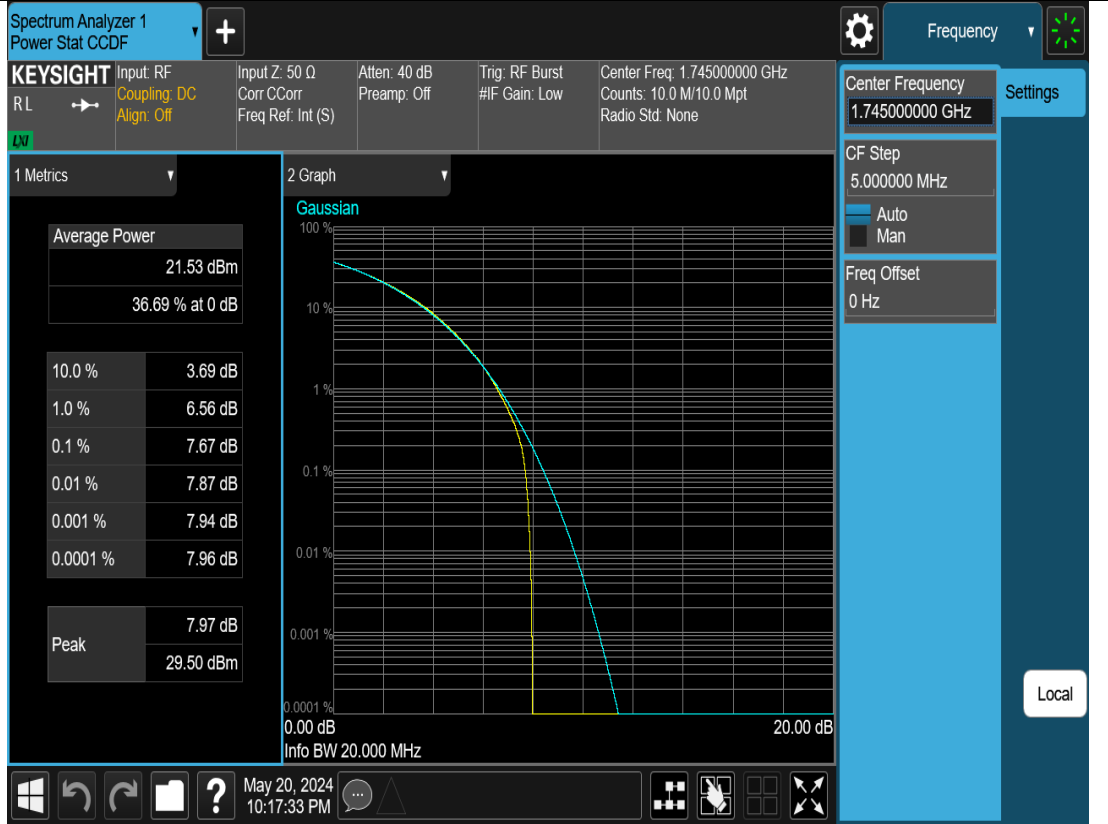 Spectrum Analyzer 1
Power Stat CCDF
+
Frequency
KEYSIGHT
RL
LXI
Input: RF
Coupling: DC
Align: Off
Input Z: 50 Ω
Corr CCorr
Freq Ref: Int (S)
Atten: 40 dB
Preamp: Off
Trig: RF Burst
#IF Gain: Low
Center Freq: 1.745000000 GHz
Counts: 10.0 M/10.0 Mpt
Radio Std: None
Center Frequency
1.745000000 GHz
Settings
CF Step
5.000000 MHz
Auto
Man
Freq Offset
0 Hz
1 Metrics
Average Power
21.53 dBm
36.69 % at 0 dB
10.0 % 3.69 dB
1.0 % 6.56 dB
0.1 % 7.67 dB
0.01 % 7.87 dB
0.001 % 7.94 dB
0.0001 % 7.96 dB
Peak 7.97 dB
29.50 dBm
2 Graph
Gaussian
100 %
10 %
1 %
0.1 %
0.01 %
0.001 %
0.0001 %
0.00 dB 20.00 dB
Info BW 20.000 MHz
Local
?
May 20, 2024
10:17:33 PM